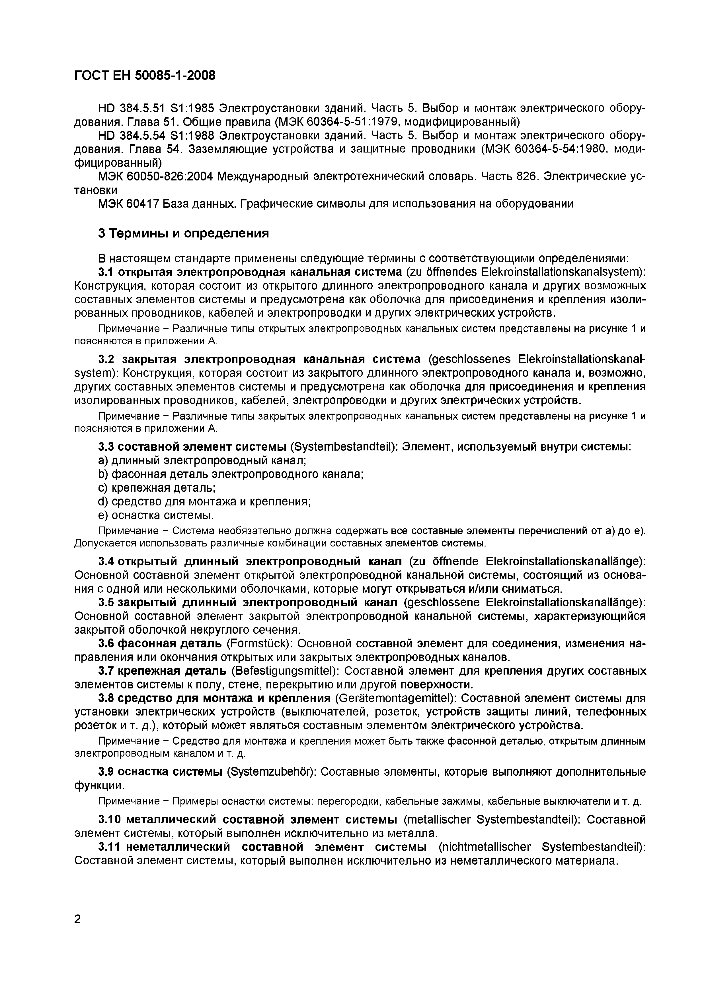 ГОСТ ЕН 50085-1-2008
HD 384.5.51 S1:1985 Электроустановки зданий. Часть 5. Выбор и монтаж электрического обору-
дования. Глава 51. Общие правила (МЭК 60364-5-51:1979, модифицированный)
HD 384.5.54 S1:1988 Электроустановки зданий. Часть 5. Выбор и монтаж электрического обору-
дования. Глава 54. Заземляющие устройства и защитные проводники (МЭК 60364-5-54:1980, моди-
фицированный)
МЭК 60050-826:2004 Международный электротехнический словарь. Часть 826. Электрические ус-
тановки
МЭК 60417 База данных. Графические символы для использования на оборудовании
3 Термины и определения
В настоящем стандарте применены следующие термины с соответствующими определениями:
3.1 открытая электропроводная канальная система (zu öffnendes Elekroinstallationskanalsystem):
Конструкция, которая состоит из открытого длинного электропроводного канала и других возможных
составных элементов системы и предусмотрена как оболочка для присоединения и крепления изоли-
рованных проводников, кабелей и электропроводки и других электрических устройств.
Примечание – Различные типы открытых электропроводных канальных систем представлены на рисунке 1 и
поясняются в приложении А.
3.2 закрытая электропроводная канальная система (geschlossenes Elekroinstallationskanal-
system): Конструкция, которая состоит из закрытого длинного электропроводного канала и, возможно,
других составных элементов системы и предусмотрена как оболочка для присоединения и крепления
изолированных проводников, кабелей, электропроводки и других электрических устройств.
Примечание – Различные типы закрытых электропроводных канальных систем представлены на рисунке 1 и
поясняются в приложении А.
3.3 составной элемент системы (Systembestandteil): Элемент, используемый внутри системы:
a) длинный электропроводный канал;
b) фасонная деталь электропроводного канала;
c) крепежная деталь;
d) средство для монтажа и крепления;
e) оснастка системы.
Примечание – Система необязательно должна содержать все составные элементы перечислений от a) до e).
Допускается использовать различные комбинации составных элементов системы.
3.4 открытый длинный электропроводный канал (zu öffnende Elekroinstallationskanallänge):
Основной составной элемент открытой электропроводной канальной системы, состоящий из основа-
ния с одной или несколькими оболочками, которые могут открываться и/или сниматься.
3.5 закрытый длинный электропроводный канал (geschlossene Elekroinstallationskanallänge):
Основной составной элемент закрытой электропроводной канальной системы, характеризующийся
закрытой оболочкой некруглого сечения.
3.6 фасонная деталь (Formstück): Основной составной элемент для соединения, изменения на-
правления или окончания открытых или закрытых электропроводных каналов.
3.7 крепежная деталь (Befestigungsmittel): Составной элемент для крепления других составных
элементов системы к полу, стене, перекрытию или другой поверхности.
3.8 средство для монтажа и крепления (Gerätemontagemittel): Составной элемент системы для
установки электрических устройств (выключателей, розеток, устройств защиты линий, телефонных
розеток и т. д.), который может являться составным элементом электрического устройства.
Примечание – Средство для монтажа и крепления может быть также фасонной деталью, открытым длинным
электропроводным каналом и т. д.
3.9 оснастка системы (Systemzubehör): Составные элементы, которые выполняют дополнительные
функции.
Примечание – Примеры оснастки системы: перегородки, кабельные зажимы, кабельные выключатели и т. д.
3.10 металлический составной элемент системы (metallischer Systembestandteil): Составной
элемент системы, который выполнен исключительно из металла.
3.11 неметаллический составной элемент системы (nichtmetallischer Systembestandteil):
Составной элемент системы, который выполнен исключительно из неметаллического материала.
2